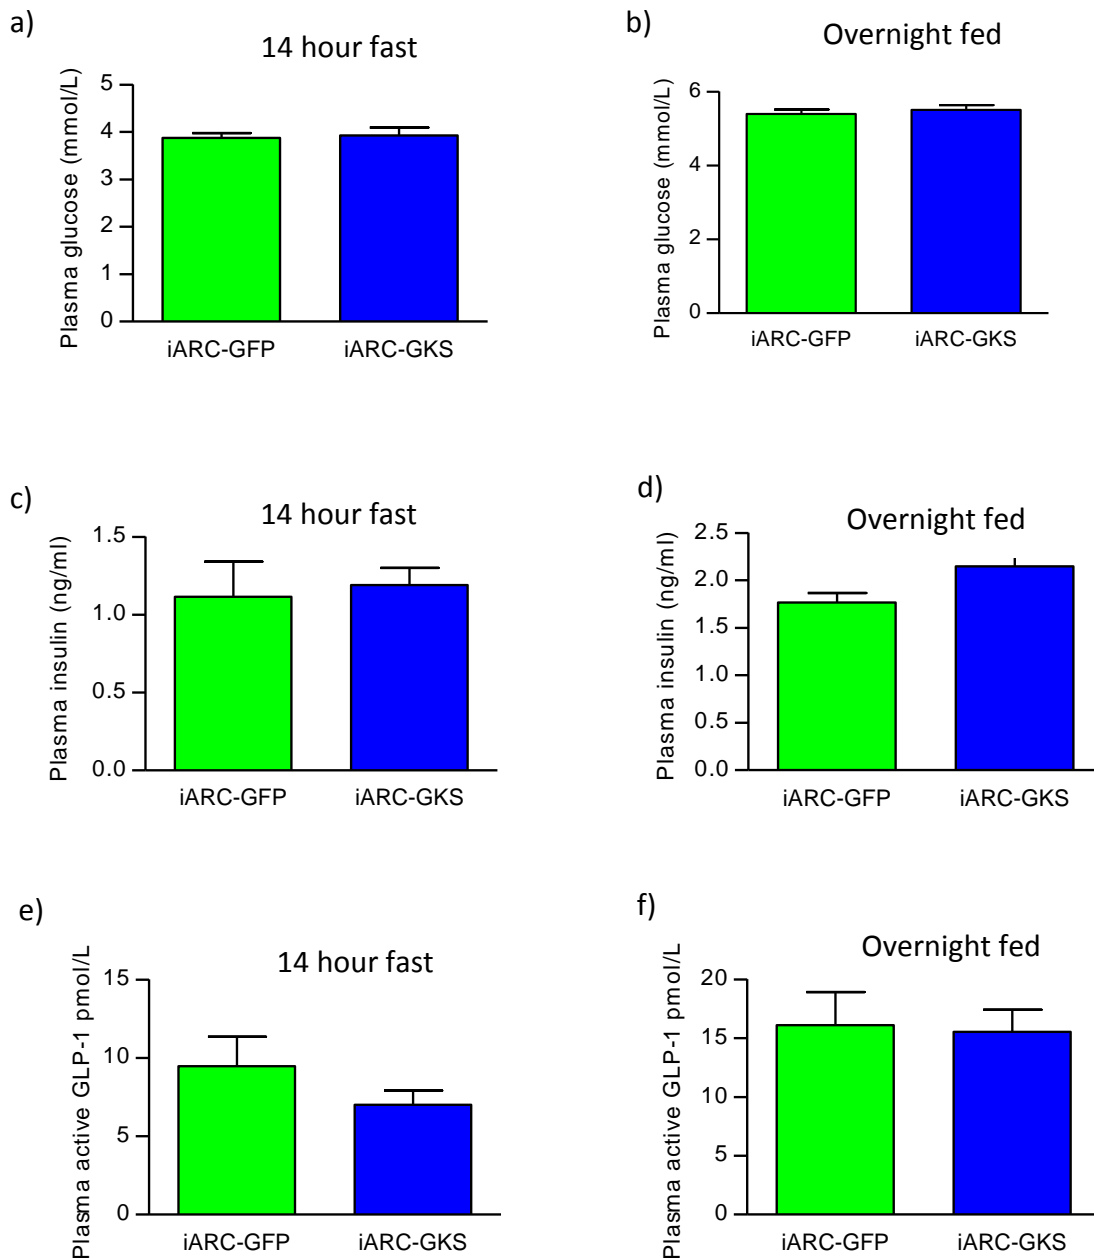 a)
14 hour fast
Plasma glucose (mmol/L)
5
4
3
2
1
0
iARC-GFP iARC-GKS
b)
Overnight fed
Plasma glucose (mmol/L)
6
4
2
0
iARC-GFP iARC-GKS
c)
14 hour fast
Plasma insulin (ng/ml)
1.5
1.0
0.5
0.0
iARC-GFP iARC-GKS
d)
Overnight fed
Plasma insulin (ng/ml)
2.5
2.0
1.5
1.0
0.5
0.0
iARC-GFP iARC-GKS
e)
14 hour fast
Plasma active GLP-1 pmol/L
15
10
5
0
iARC-GFP iARC-GKS
f)
Overnight fed
Plasma active GLP-1 pmol/L
20
15
10
5
0
iARC-GFP iARC-GKS